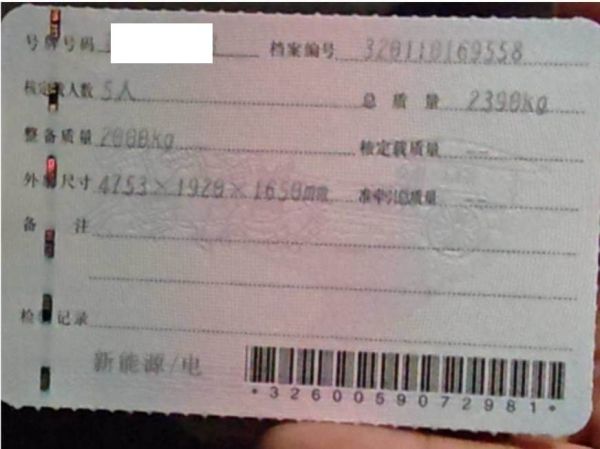 号牌号码 档案编号 320110169558
核定载人数 5人 总质量 2390kg
整备质量 2000kg 核定载质量 --
外廓尺寸 4753×1920×1650mm 准牵引总质量 --
备注
检验记录
新能源/电
*3260059072981*